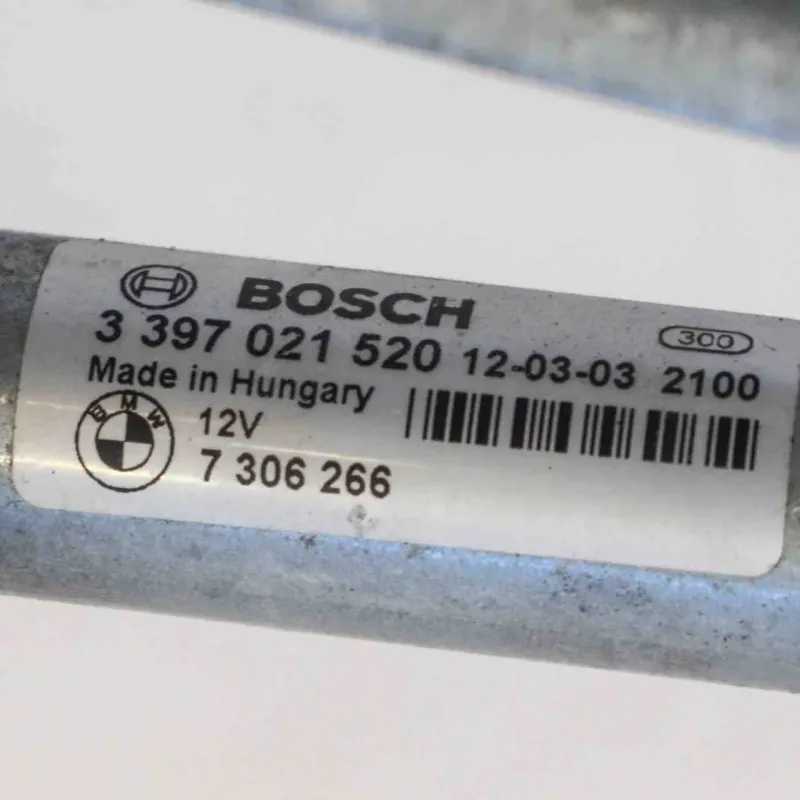 BOSCH
300
3 397 021 520 12-03-03 2100
Made in Hungary
BMW
12V
7 306 266